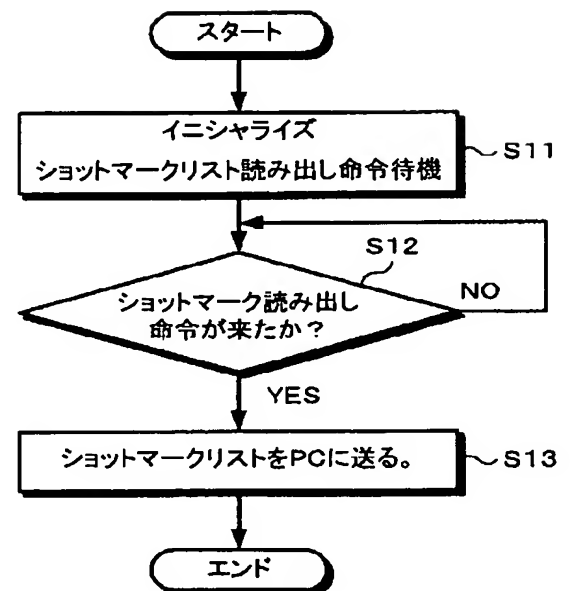 スタート
イニシャライズ
ショットマークリスト読み出し命令待機
S11
S12
ショットマーク読み出し
命令が来たか？
NO
YES
ショットマークリストをPCに送る。
S13
エンド